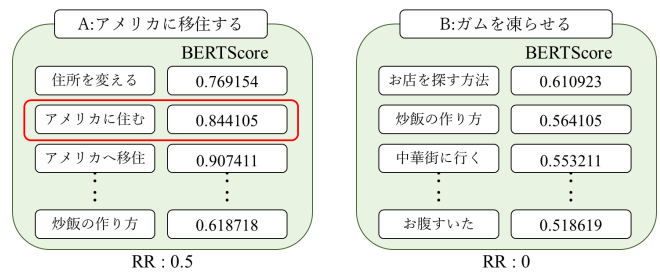 A:アメリカに移住する
BERTScore
住所を変える 0.769154
アメリカに住む 0.844105
アメリカへ移住 0.907411
炒飯の作り方 0.618718
RR : 0.5
B:ガムを凍らせる
BERTScore
お店を探す方法 0.610923
炒飯の作り方 0.564105
中華街に行く 0.553211
お腹すいた 0.518619
RR : 0